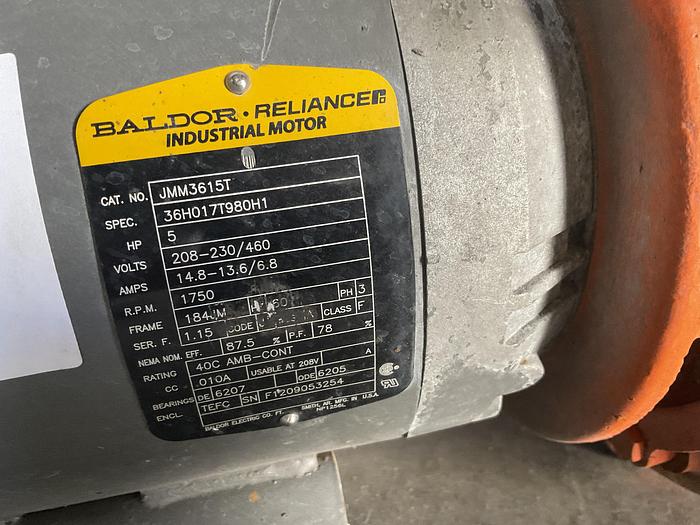 BALDOR · RELIANCE
INDUSTRIAL MOTOR
CAT. NO. JMM3615T
SPEC. 36H017T980H1
HP 5
VOLTS 208-230/460
AMPS 14.8-13.6/6.8
R.P.M. 1750
FRAME 184JM HZ 60 PH 3
SER. F. 1.15 CODE CLASS F
NEMA NOM. EFF. 87.5 % P.F. 78 %
RATING 40C AMB-CONT
CC 010A USABLE AT 208V A
BEARINGS DE 6207 ODE 6205
ENCL. TEFC SN F1209053254
BALDOR ELECTRIC CO. FT. SMITH, AR. MFG. IN U.S.A.
NP1256L